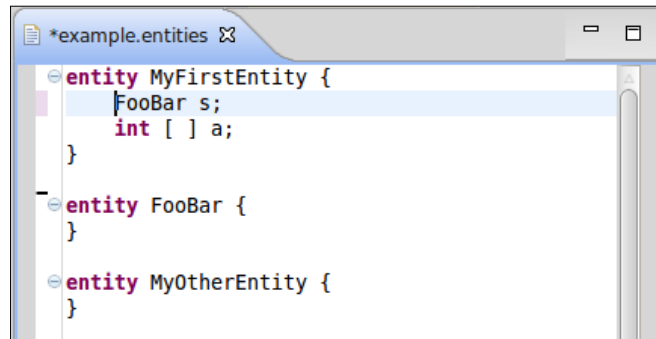 *example.entities
entity MyFirstEntity {
    FooBar s;
    int [ ] a;
}

entity FooBar {
}

entity MyOtherEntity {
}